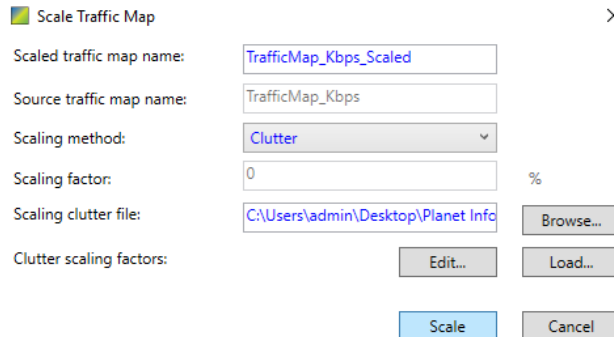 Scale Traffic Map
Scaled traffic map name: TrafficMap_Kbps_Scaled
Source traffic map name: TrafficMap_Kbps
Scaling method: Clutter
Scaling factor: 0 %
Scaling clutter file: C:\Users\admin\Desktop\Planet Info Browse...
Clutter scaling factors: Edit... Load...
Scale Cancel